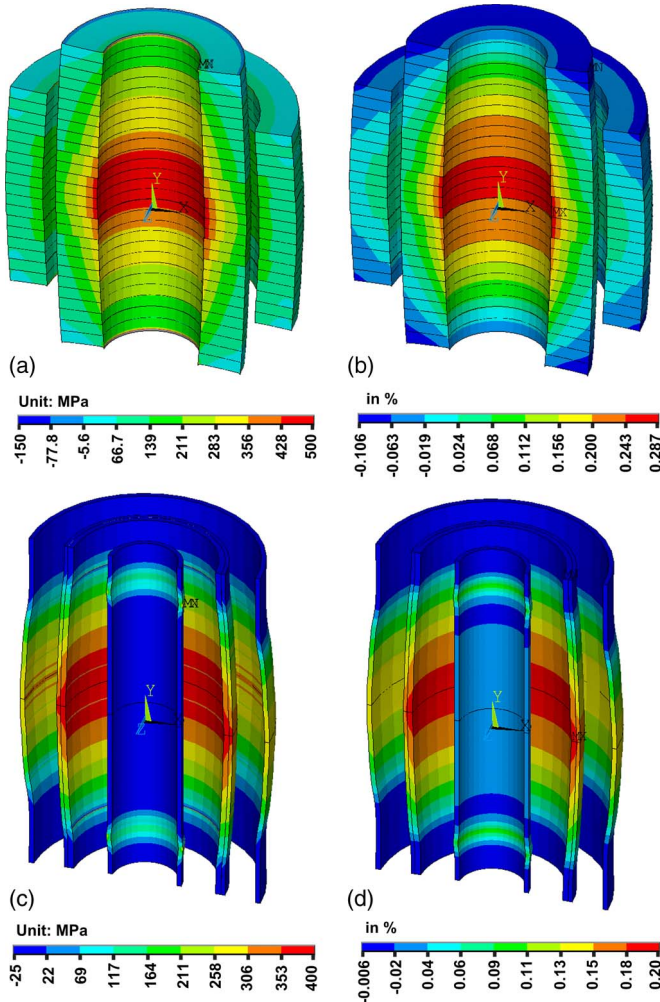 MN
MN
Y
Y
X
X
MX
(a)
(b)
Unit: MPa
in %
-150
-77.8
-5.6
66.7
139
211
283
356
428
500
-0.106
-0.063
-0.019
0.024
0.068
0.112
0.156
0.200
0.243
0.287
MN
Y
Y
Z
X
MX
(c)
(d)
Unit: MPa
in %
-25
22
69
117
164
211
258
306
353
400
-0.006
-0.02
0.04
0.06
0.09
0.11
0.15
0.18
0.20